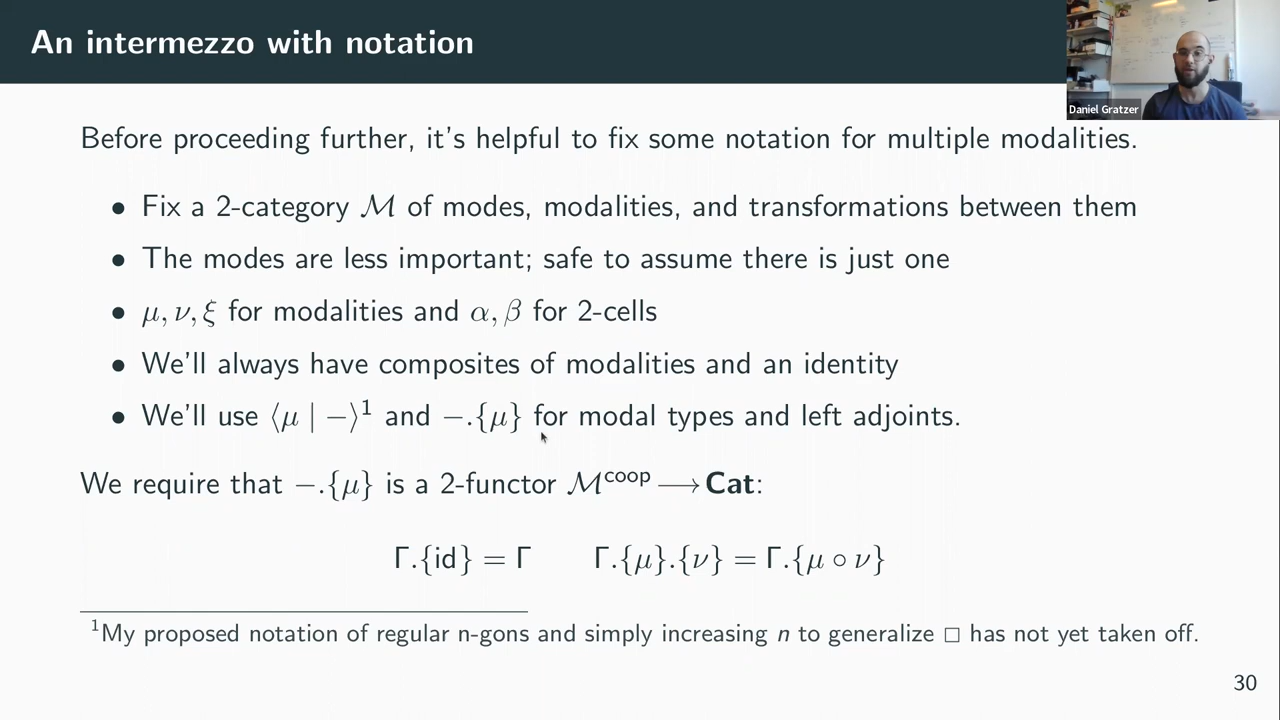 An intermezzo with notation
Daniel Gratzer
Before proceeding further, it's helpful to fix some notation for multiple modalities.
• Fix a 2-category ℳ of modes, modalities, and transformations between them
• The modes are less important; safe to assume there is just one
• μ, ν, ξ for modalities and α, β for 2-cells
• We'll always have composites of modalities and an identity
• We'll use ⟨μ | −⟩¹ and −.{μ} for modal types and left adjoints.
We require that −.{μ} is a 2-functor ℳ^coop ⟶ Cat:
Γ.{id} = Γ Γ.{μ}.{ν} = Γ.{μ ∘ ν}
¹My proposed notation of regular n-gons and simply increasing n to generalize □ has not yet taken off.
30